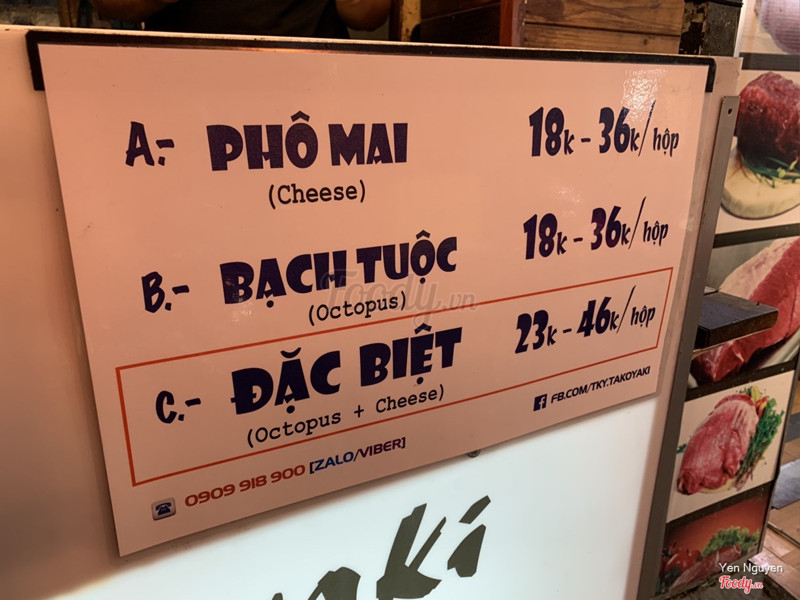 A.- PHÔ MAI 18k - 36k/hộp
(Cheese)
B.- BẠCH TUỘC 18k - 36k/hộp
(Octopus)
Foody.vn
C.- ĐẶC BIỆT 23k - 46k/hộp
(Octopus + Cheese)
FB.COM/TKY.TAKOYAKI
0909 918 900 [ZALO/VIBER]
Yen Nguyen
Foody.vn